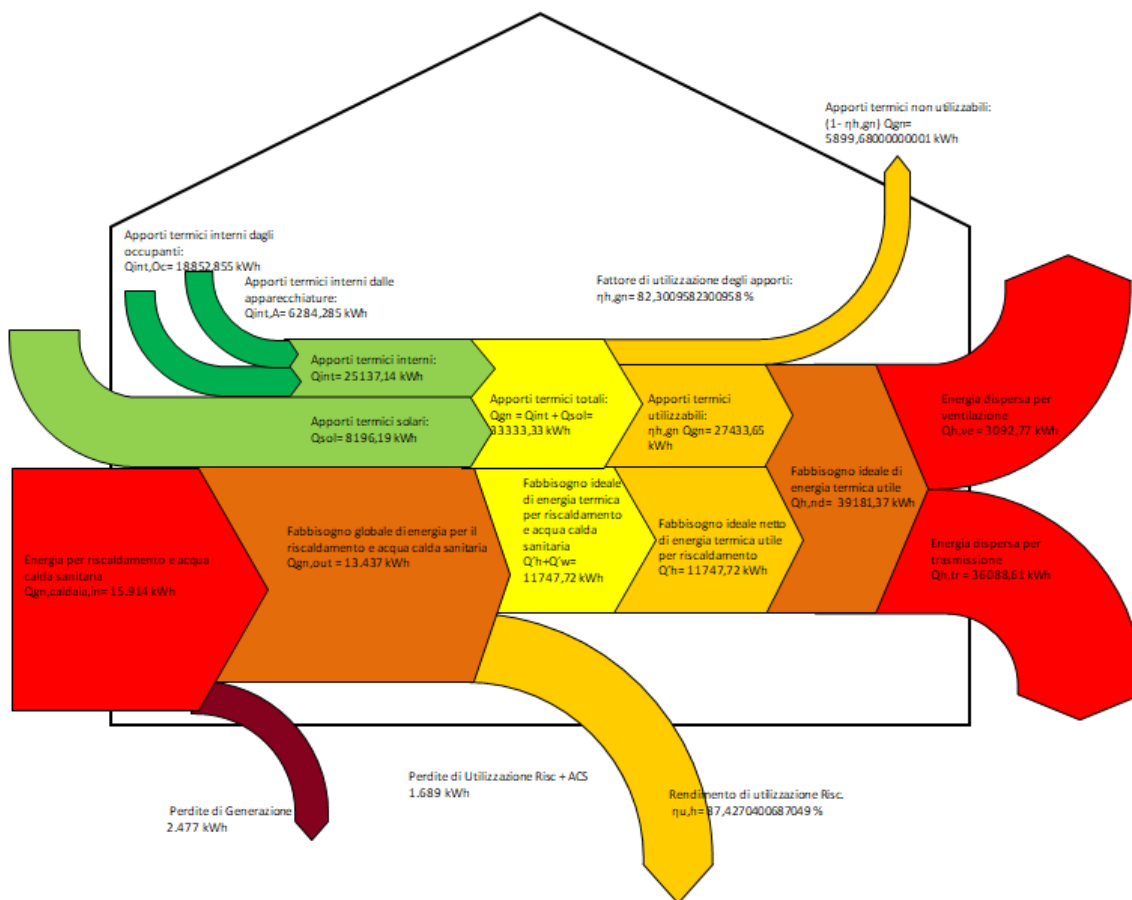 Apporti termici non utilizzabili:
(1- ηh,gn) Qgn=
5899,68000000001 kWh
Apporti termici interni dagli
occupanti:
Qint,Oc= 18852,855 kWh
Apporti termici interni dalle
apparecchiature:
Qint,A= 6284,285 kWh
Fattore di utilizzazione degli apporti:
ηh,gn= 82,3009582300958 %
Apporti termici interni:
Qint= 25137,14 kWh
Apporti termici solari:
Qsol= 8196,19 kWh
Apporti termici totali:
Qgn = Qint + Qsol=
33333,33 kWh
Apporti termici
utilizzabili:
ηh,gn Qgn= 27433,65
kWh
Energia dispersa per
ventilazione
Qh,ve= 3092,77 kWh
Fabbisogno ideale di
energia termica utile
Qh,nd= 39181,37 kWh
Energia per riscaldamento e acqua
calda sanitaria
Qgn,caldaia,in= 15.914 kWh
Fabbisogno globale di energia per il
riscaldamento e acqua calda sanitaria
Qgn,out = 13.437 kWh
Fabbisogno ideale
di energia termica
per riscaldamento
e acqua calda
sanitaria
Q'h+Q'w=
11747,72 kWh
Fabbisogno ideale netto
di energia termica utile
per riscaldamento
Q'h= 11747,72 kWh
Energia dispersa per
trasmissione
Qh,tr = 36088,61 kWh
Perdite di Generazione
2.477 kWh
Perdite di Utilizzazione Risc + ACS
1.689 kWh
Rendimento di utilizzazione Risc.
ηu,h= 87,4270400687049 %